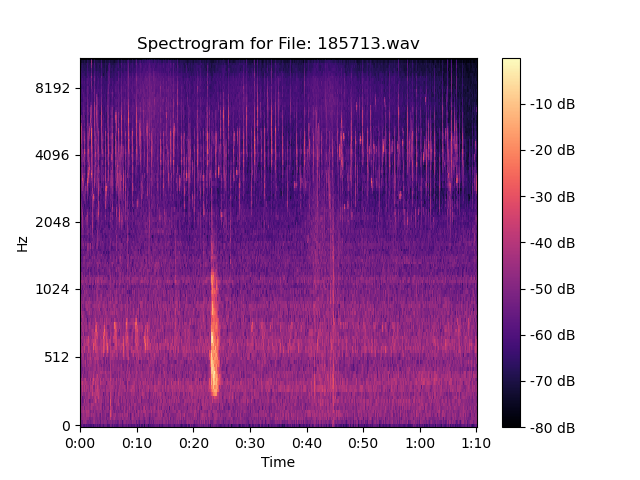 Spectrogram for File: 185713.wav
8192
4096
2048
1024
512
0
Hz
0:00 0:10 0:20 0:30 0:40 0:50 1:00 1:10
Time
-10 dB
-20 dB
-30 dB
-40 dB
-50 dB
-60 dB
-70 dB
-80 dB